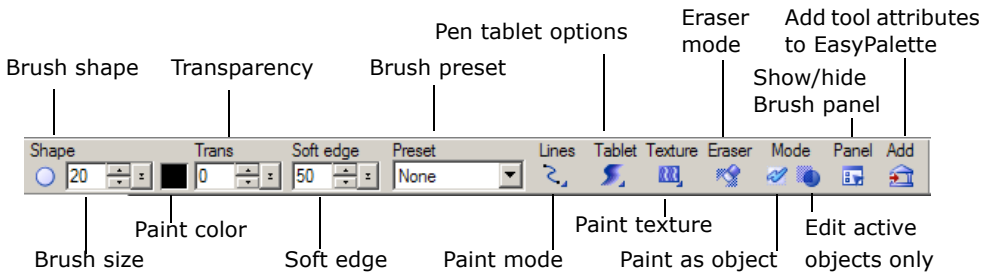 Eraser mode
Add tool attributes to EasyPalette
Pen tablet options
Brush shape
Transparency
Brush preset
Show/hide Brush panel
Shape
Trans
Soft edge
Preset
Lines
Tablet
Texture
Eraser
Mode
Panel
Add
20
0
50
None
Paint color
Paint texture
Edit active objects only
Brush size
Soft edge
Paint mode
Paint as object